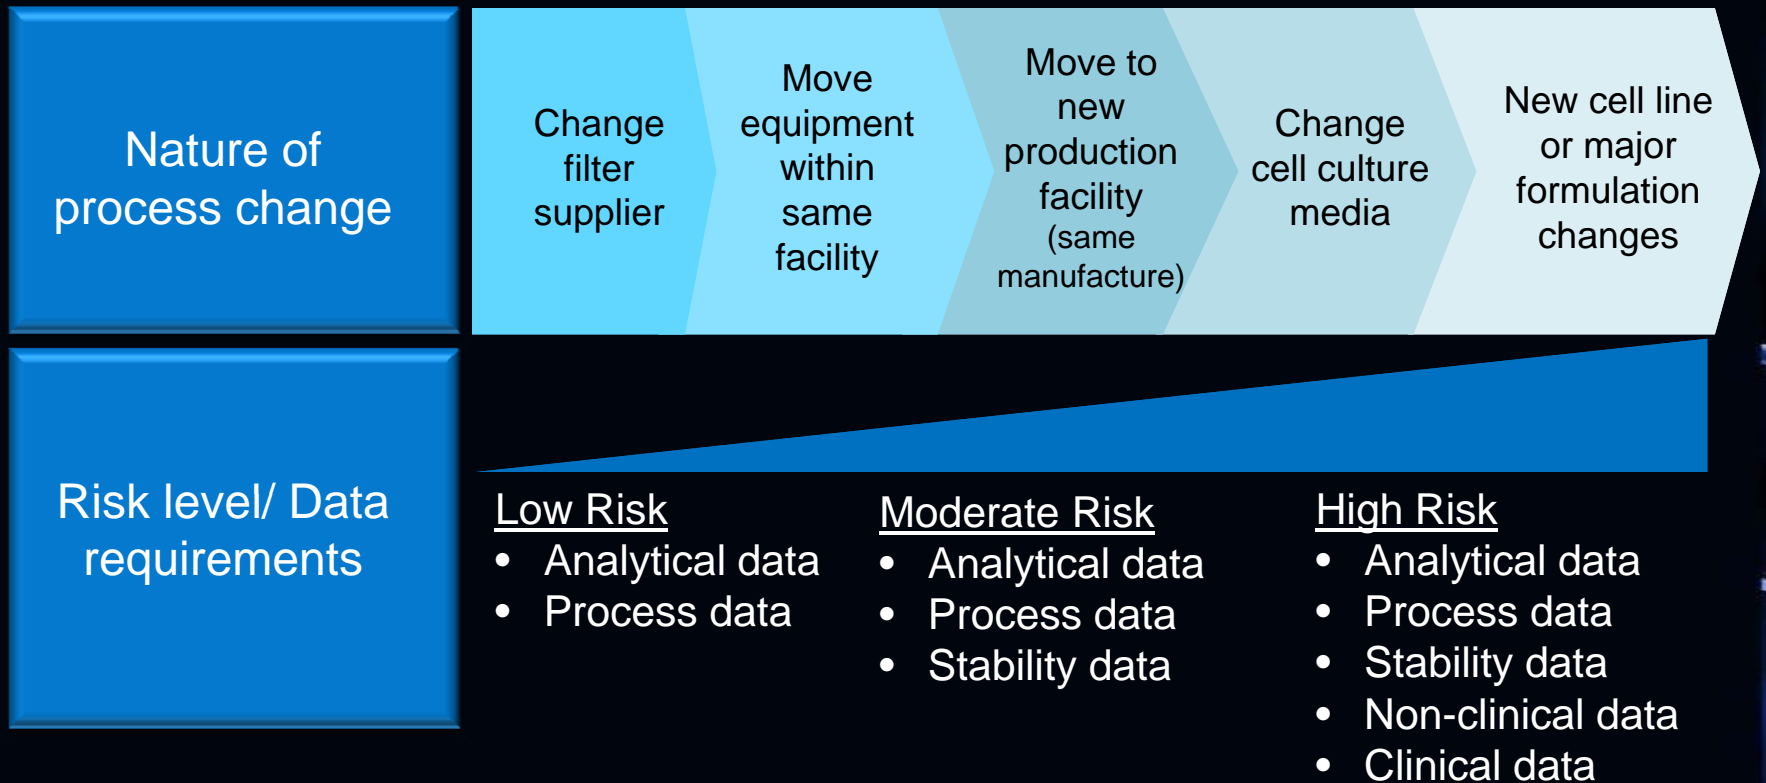 Nature of
process change
Change
filter
supplier
Move
equipment
within
same
facility
Move to
new
production
facility
(same
manufacture)
Change
cell culture
media
New cell line
or major
formulation
changes
Risk level/ Data
requirements
Low Risk
• Analytical data
• Process data
Moderate Risk
• Analytical data
• Process data
• Stability data
High Risk
• Analytical data
• Process data
• Stability data
• Non-clinical data
• Clinical data